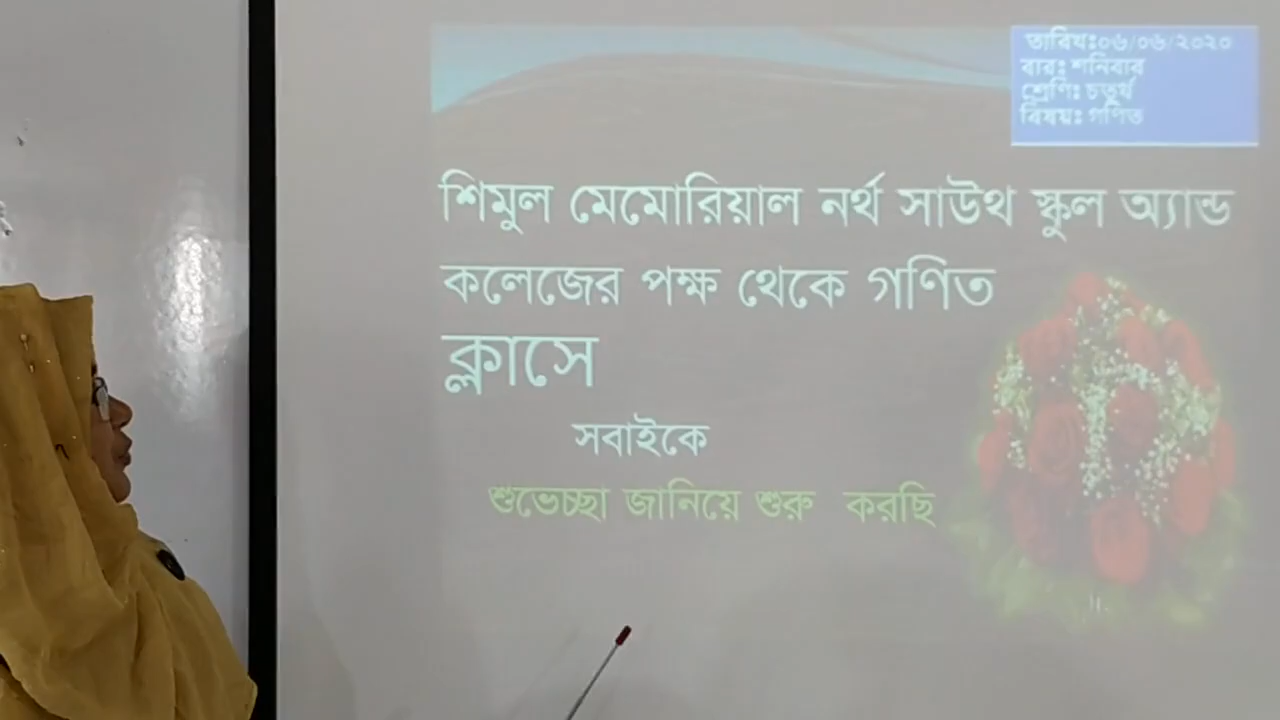 তারিখঃ০৬/০৬/২০২০
বারঃ শনিবার
শ্রেণিঃ চতুর্থ
বিষয়ঃ গণিত
শিমুল মেমোরিয়াল নর্থ সাউথ স্কুল অ্যান্ড
কলেজের পক্ষ থেকে গণিত
ক্লাসে
সবাইকে
শুভেচ্ছা জানিয়ে শুরু করছি